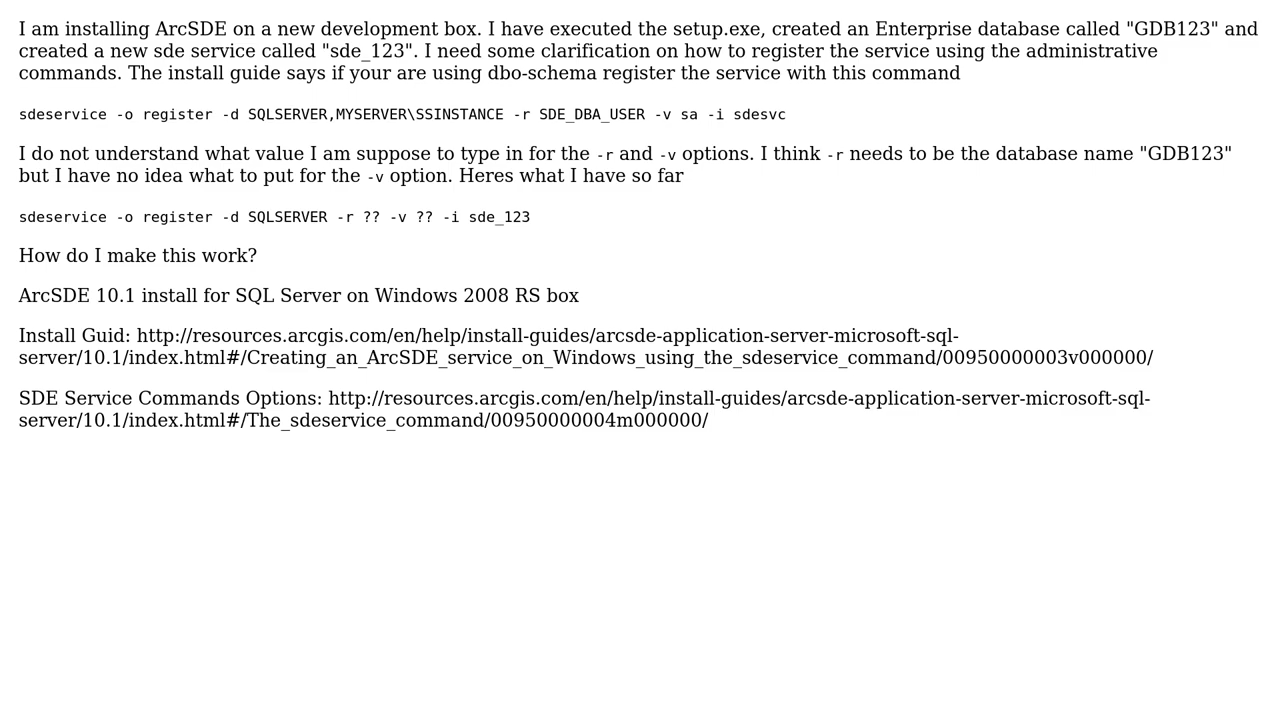 I am installing ArcSDE on a new development box. I have executed the setup.exe, created an Enterprise database called "GDB123" and
created a new sde service called "sde_123". I need some clarification on how to register the service using the administrative
commands. The install guide says if your are using dbo-schema register the service with this command
sdeservice -o register -d SQLSERVER,MYSERVER\SSINSTANCE -r SDE_DBA_USER -v sa -i sdesvc
I do not understand what value I am suppose to type in for the -r and -v options. I think -r needs to be the database name "GDB123"
but I have no idea what to put for the -v option. Heres what I have so far
sdeservice -o register -d SQLSERVER -r ?? -v ?? -i sde_123
How do I make this work?
ArcSDE 10.1 install for SQL Server on Windows 2008 RS box
Install Guid: http://resources.arcgis.com/en/help/install-guides/arcsde-application-server-microsoft-sql-
server/10.1/index.html#/Creating_an_ArcSDE_service_on_Windows_using_the_sdeservice_command/00950000003v000000/
SDE Service Commands Options: http://resources.arcgis.com/en/help/install-guides/arcsde-application-server-microsoft-sql-
server/10.1/index.html#/The_sdeservice_command/00950000004m000000/